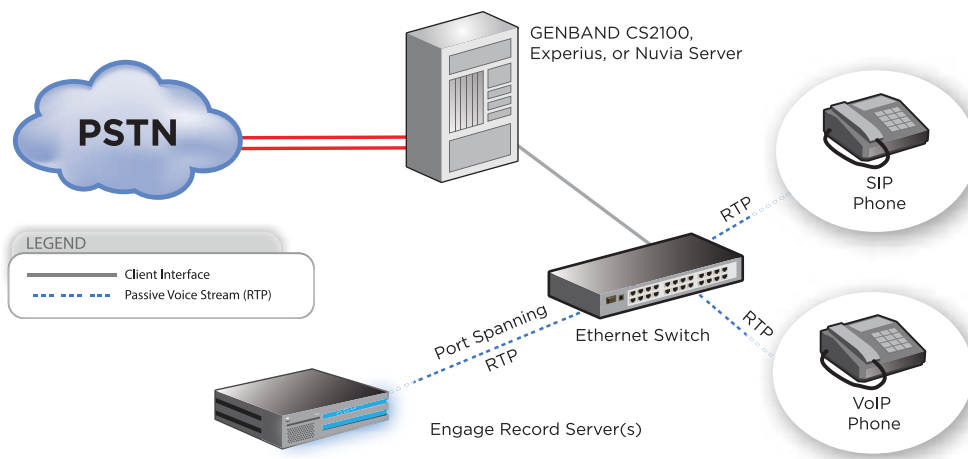 GENBAND CS2100,
Experius, or Nuvia Server
PSTN
SIP
Phone
RTP
LEGEND
Client Interface
Passive Voice Stream (RTP)
Port Spanning
RTP
Ethernet Switch
RTP
VoIP
Phone
Engage Record Server(s)